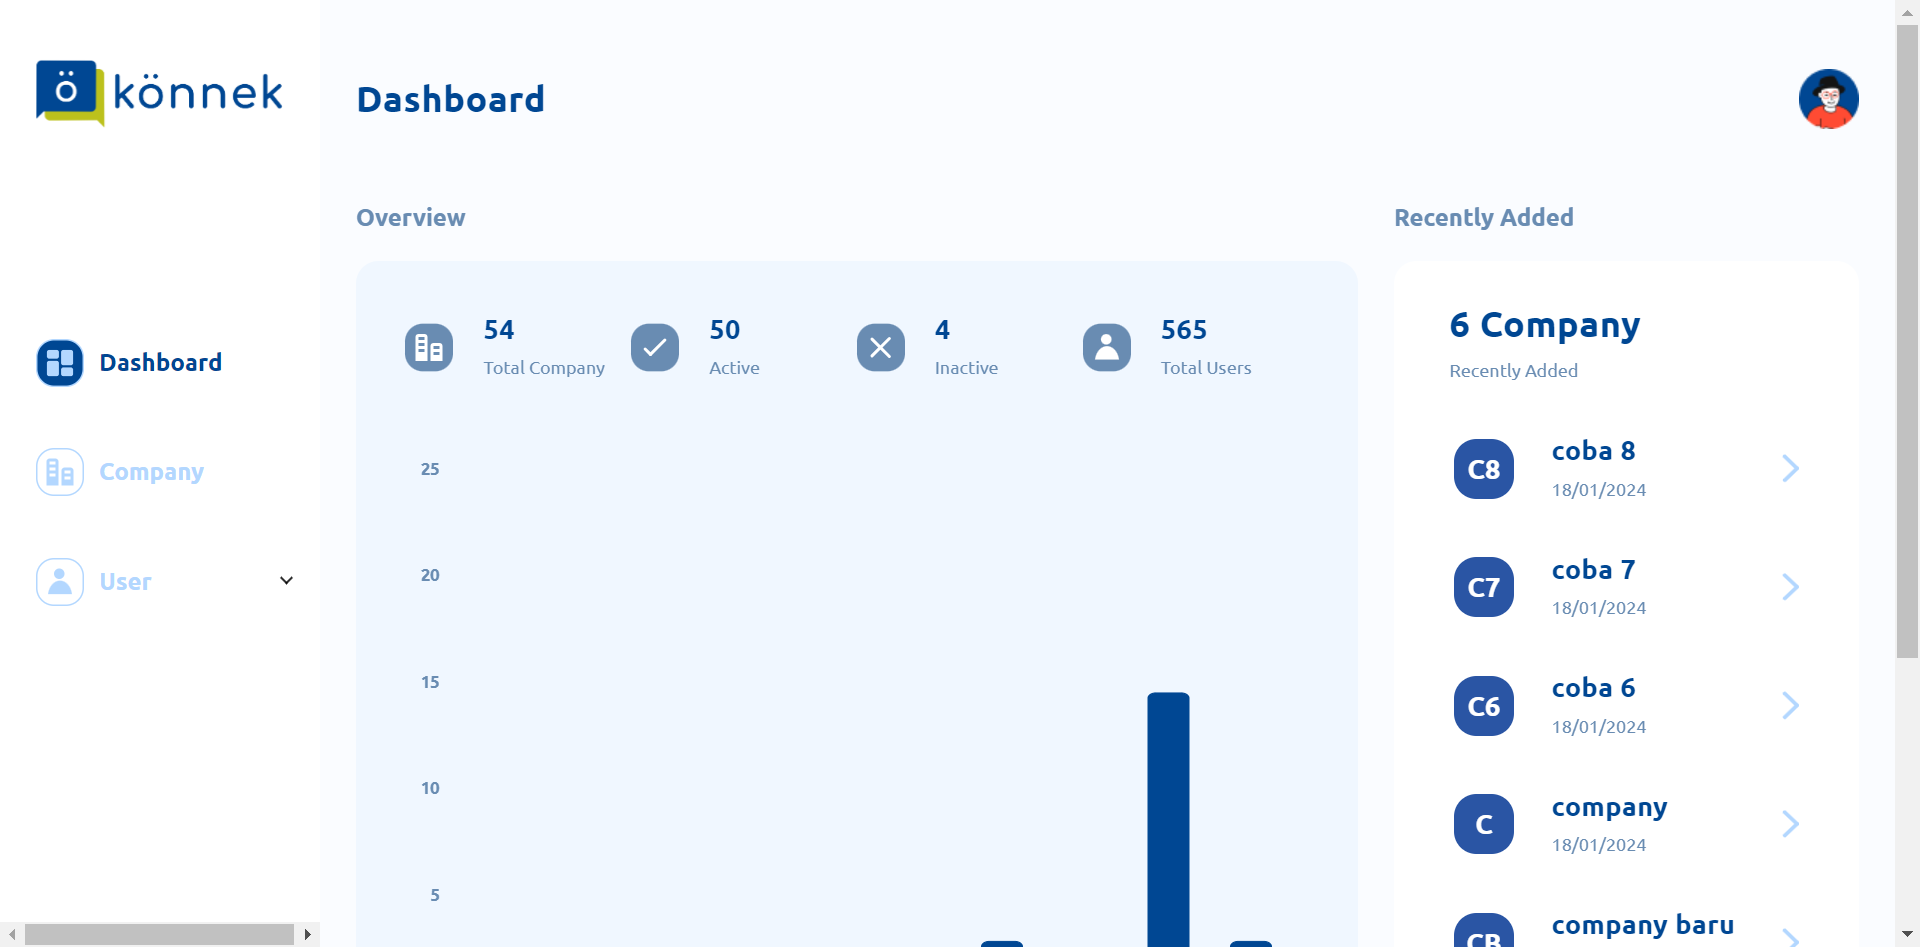 ö könnek
Dashboard
Company
User
Dashboard
Overview
54
Total Company
50
Active
4
Inactive
565
Total Users
25
20
15
10
5
Recently Added
6 Company
Recently Added
C8
coba 8
18/01/2024
C7
coba 7
18/01/2024
C6
coba 6
18/01/2024
C
company
18/01/2024
CB
company baru